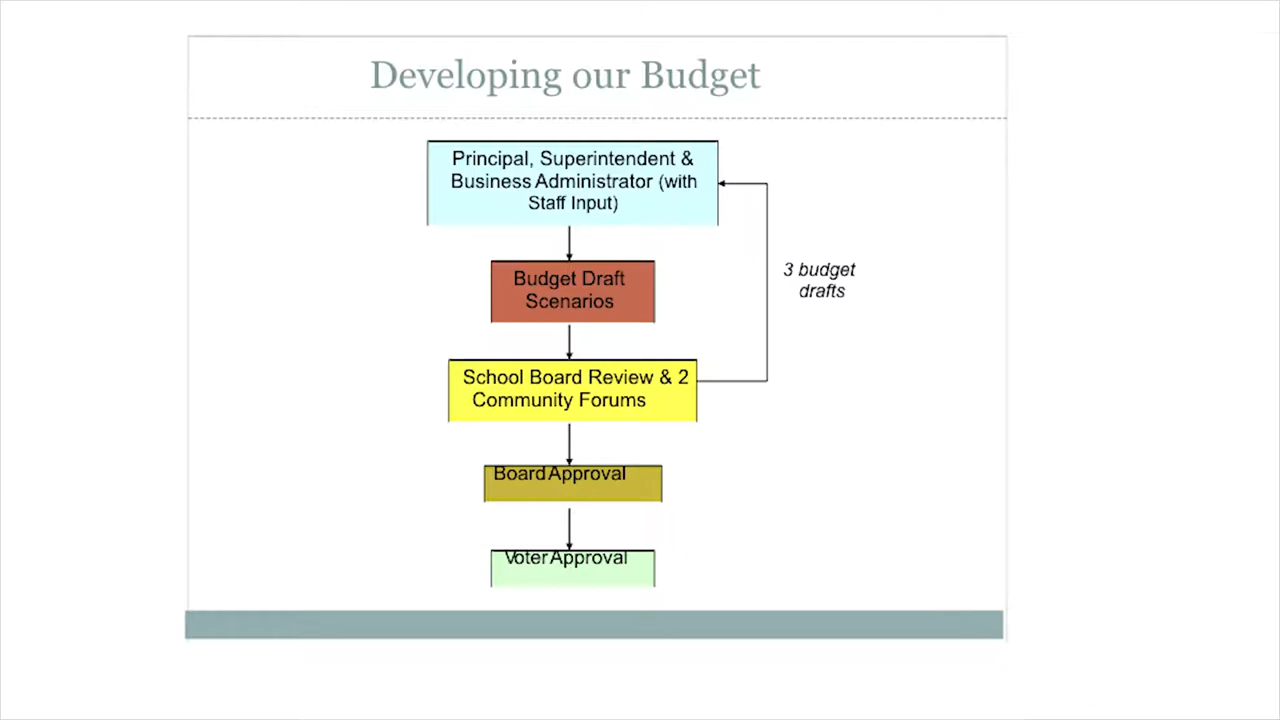 Developing our Budget
Principal, Superintendent &
Business Administrator (with
Staff Input)
3 budget
drafts
Budget Draft
Scenarios
School Board Review & 2
Community Forums
Board Approval
Voter Approval